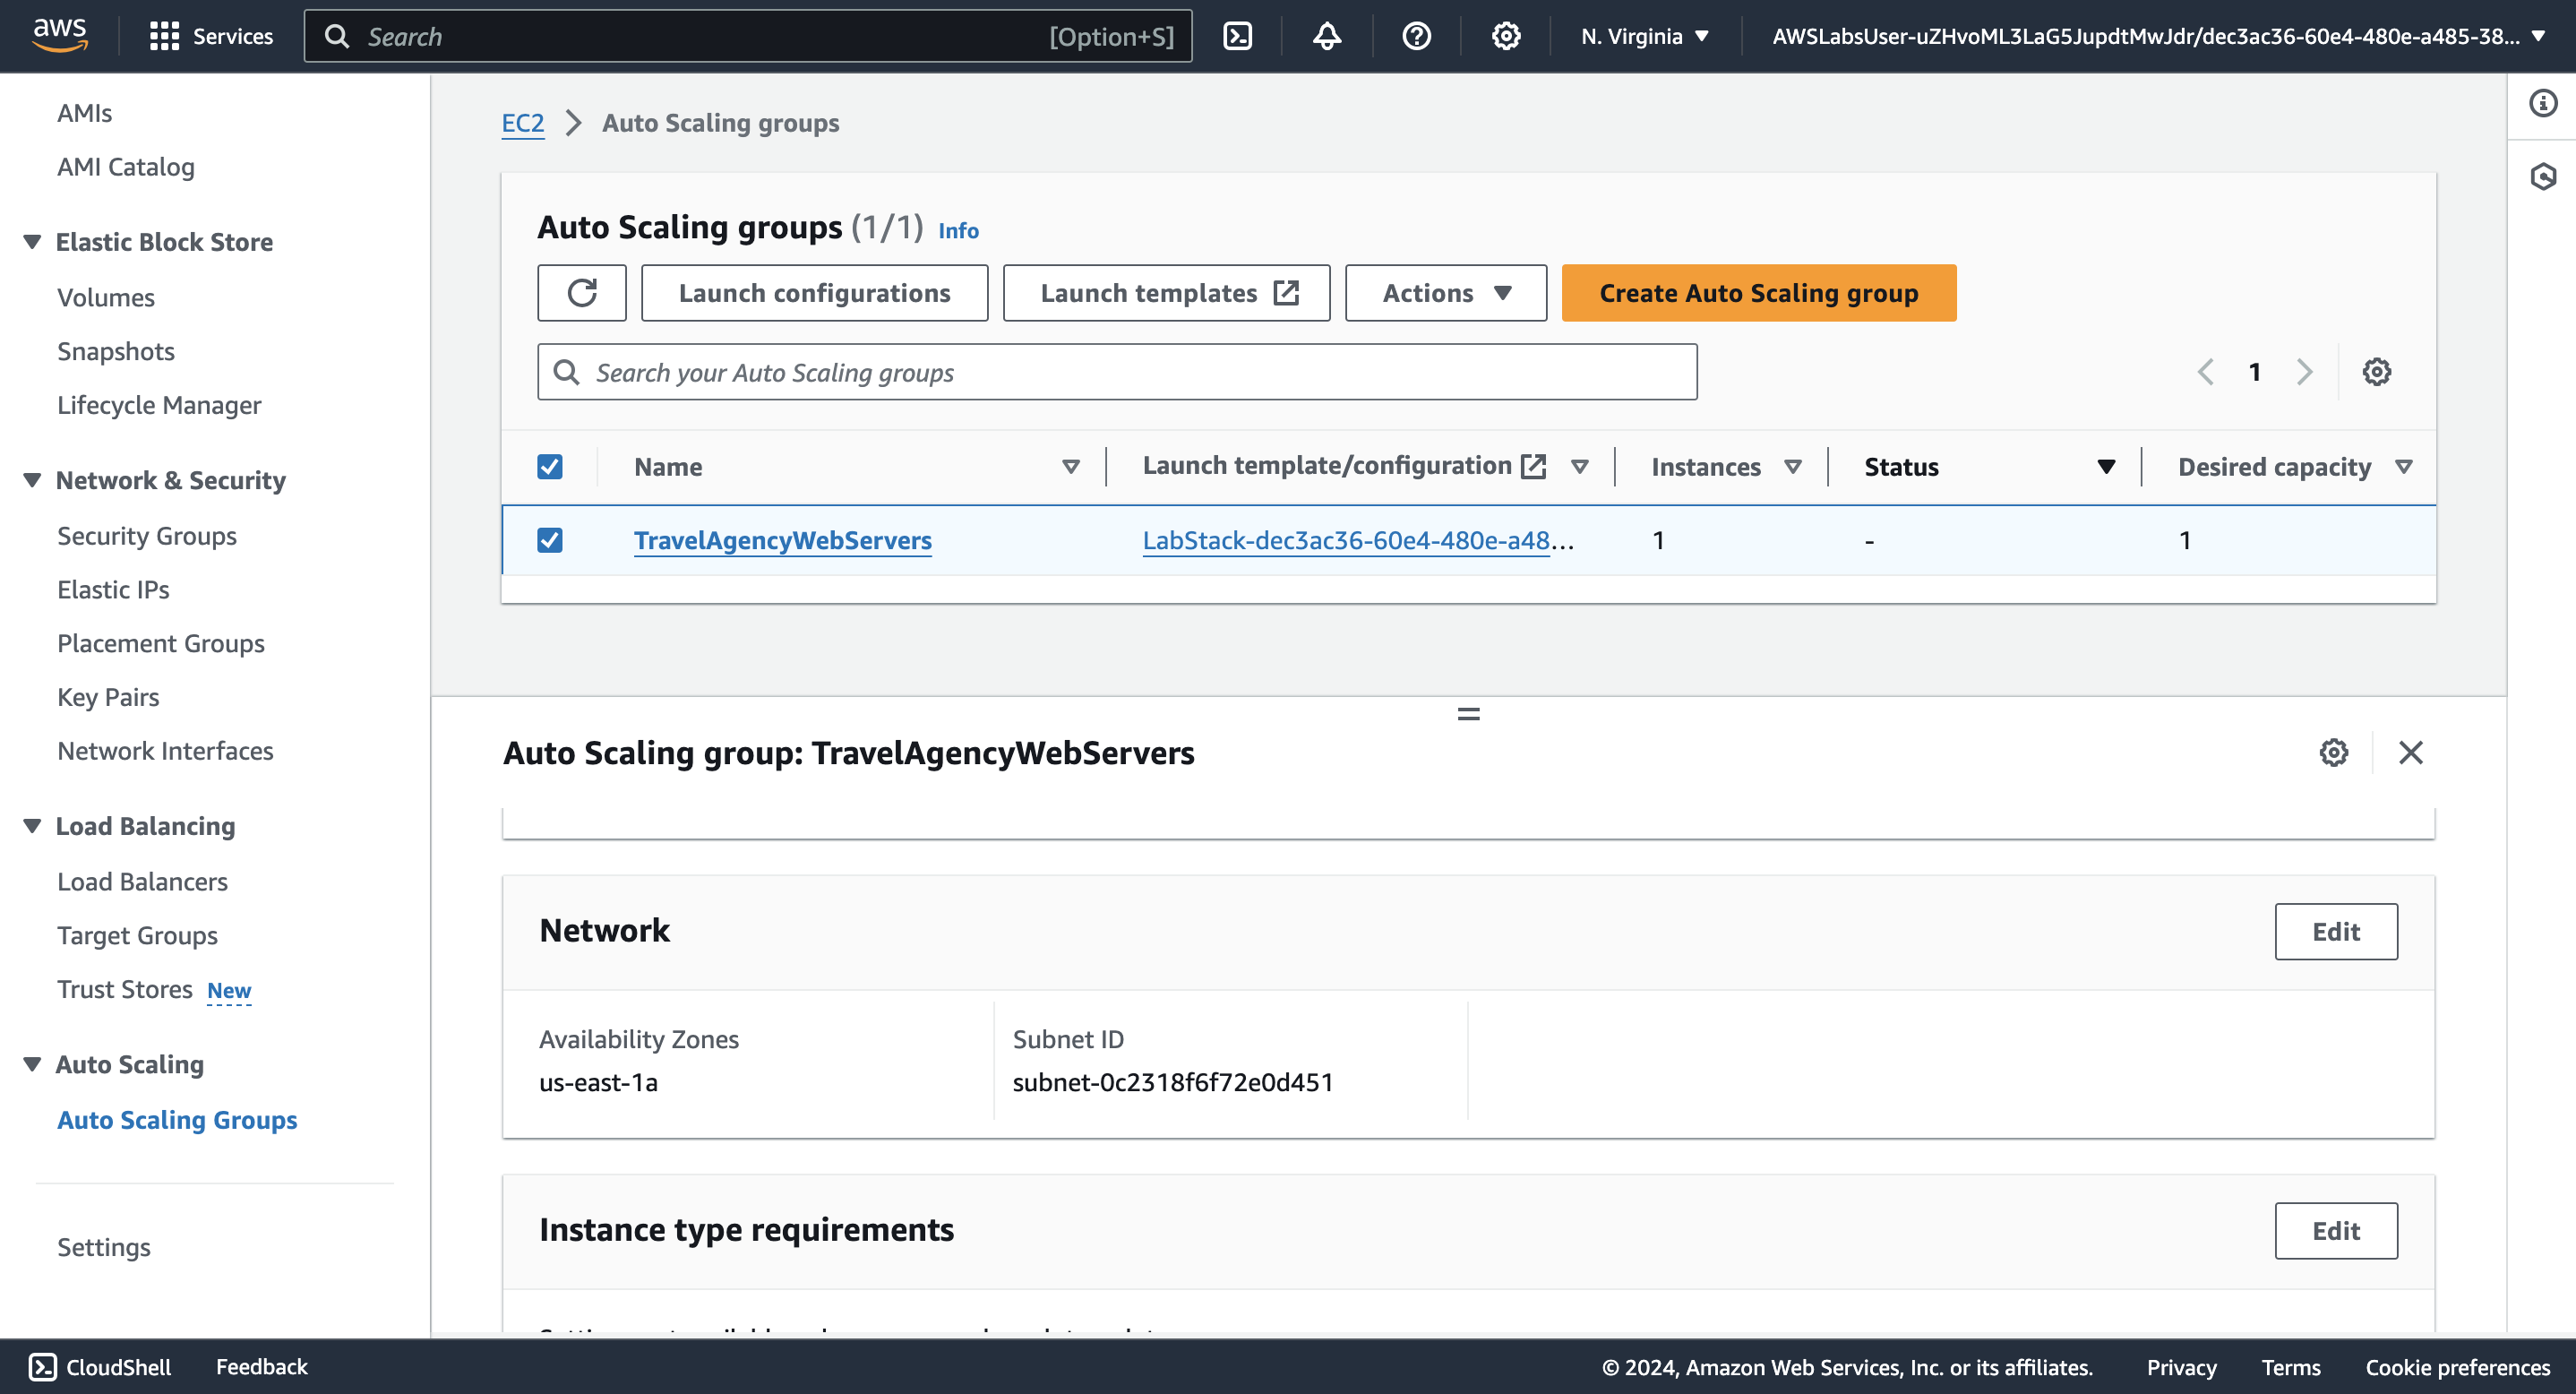 aws
Services
Search
[Option+S]
N. Virginia
AWSLabsUser-uZHvoML3LaG5JupdtMwJdr/dec3ac36-60e4-480e-a485-38...
AMIs
AMI Catalog
Elastic Block Store
Volumes
Snapshots
Lifecycle Manager
Network & Security
Security Groups
Elastic IPs
Placement Groups
Key Pairs
Network Interfaces
Load Balancing
Load Balancers
Target Groups
Trust Stores New
Auto Scaling
Auto Scaling Groups
Settings
EC2 Auto Scaling groups
Auto Scaling groups (1/1) Info
Launch configurations
Launch templates
Actions
Create Auto Scaling group
Search your Auto Scaling groups
1
Name Launch template/configuration Instances Status Desired capacity
TravelAgencyWebServers LabStack-dec3ac36-60e4-480e-a48... 1 - 1
Auto Scaling group: TravelAgencyWebServers
Network
Edit
Availability Zones
us-east-1a
Subnet ID
subnet-0c2318f6f72e0d451
Instance type requirements
Edit
CloudShell
Feedback
© 2024, Amazon Web Services, Inc. or its affiliates.
Privacy
Terms
Cookie preferences